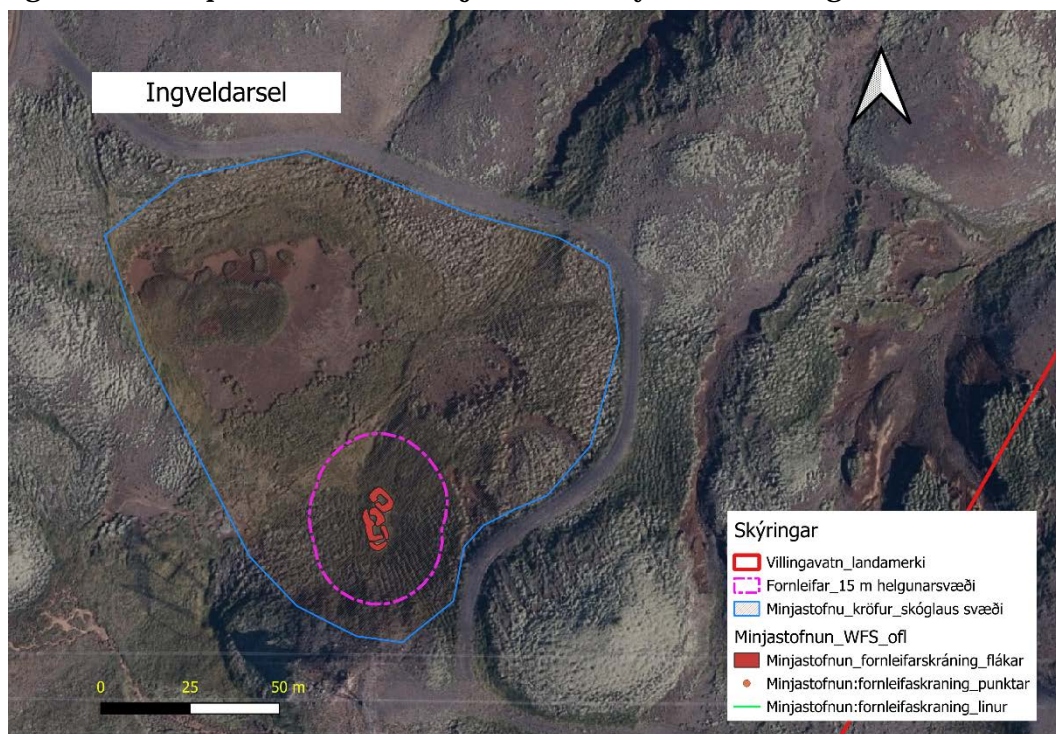 Ingveldarsel
Skýringar
Villingavatn_landamerki
Fornleifar_15 m helgunarsvæði
Minjastofnu_kröfur_skóglaus svæði
Minjastofnun_WFS_ofl
Minjastofnun_fornleifarskráning_flákar
Minjastofnun:fornleifaskraning_punktar
Minjastofnun:fornleifaskraning_linur
0 25 50 m